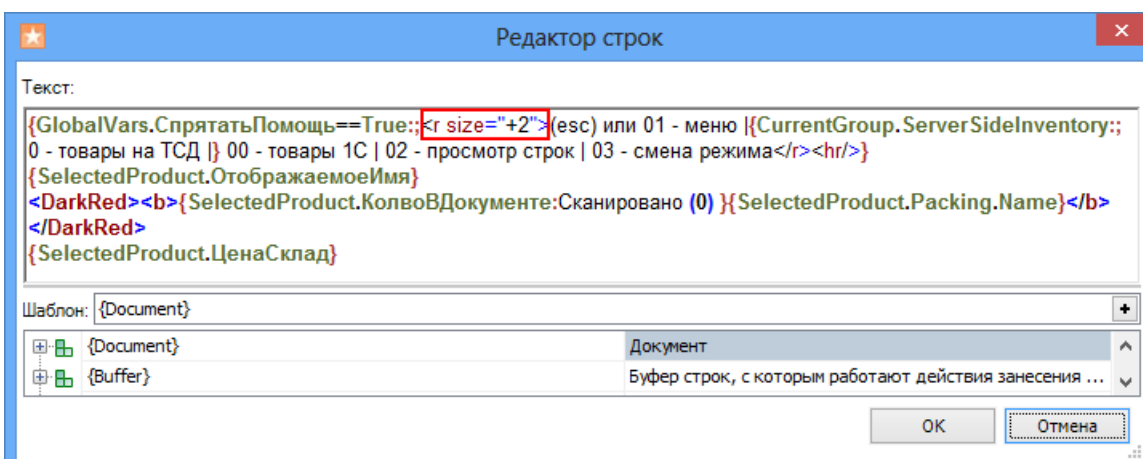 Редактор строк
Текст:
{GlobalVars.СпрятатьПомощь==True:;<r size="+2">(esc) или 01 - меню |{CurrentGroup.ServerSideInventory:;
0 - товары на ТСД |} 00 - товары 1С | 02 - просмотр строк | 03 - смена режима</r><hr/>}
{SelectedProduct.ОтображаемоеИмя}
<DarkRed><b>{SelectedProduct.КолвоВДокументе:Сканировано (0) }{SelectedProduct.Packing.Name}</b>
</DarkRed>
{SelectedProduct.ЦенаСклад}
Шаблон: {Document}
{Document} Документ
{Buffer} Буфер строк, с которым работают действия занесения ...
ОК Отмена